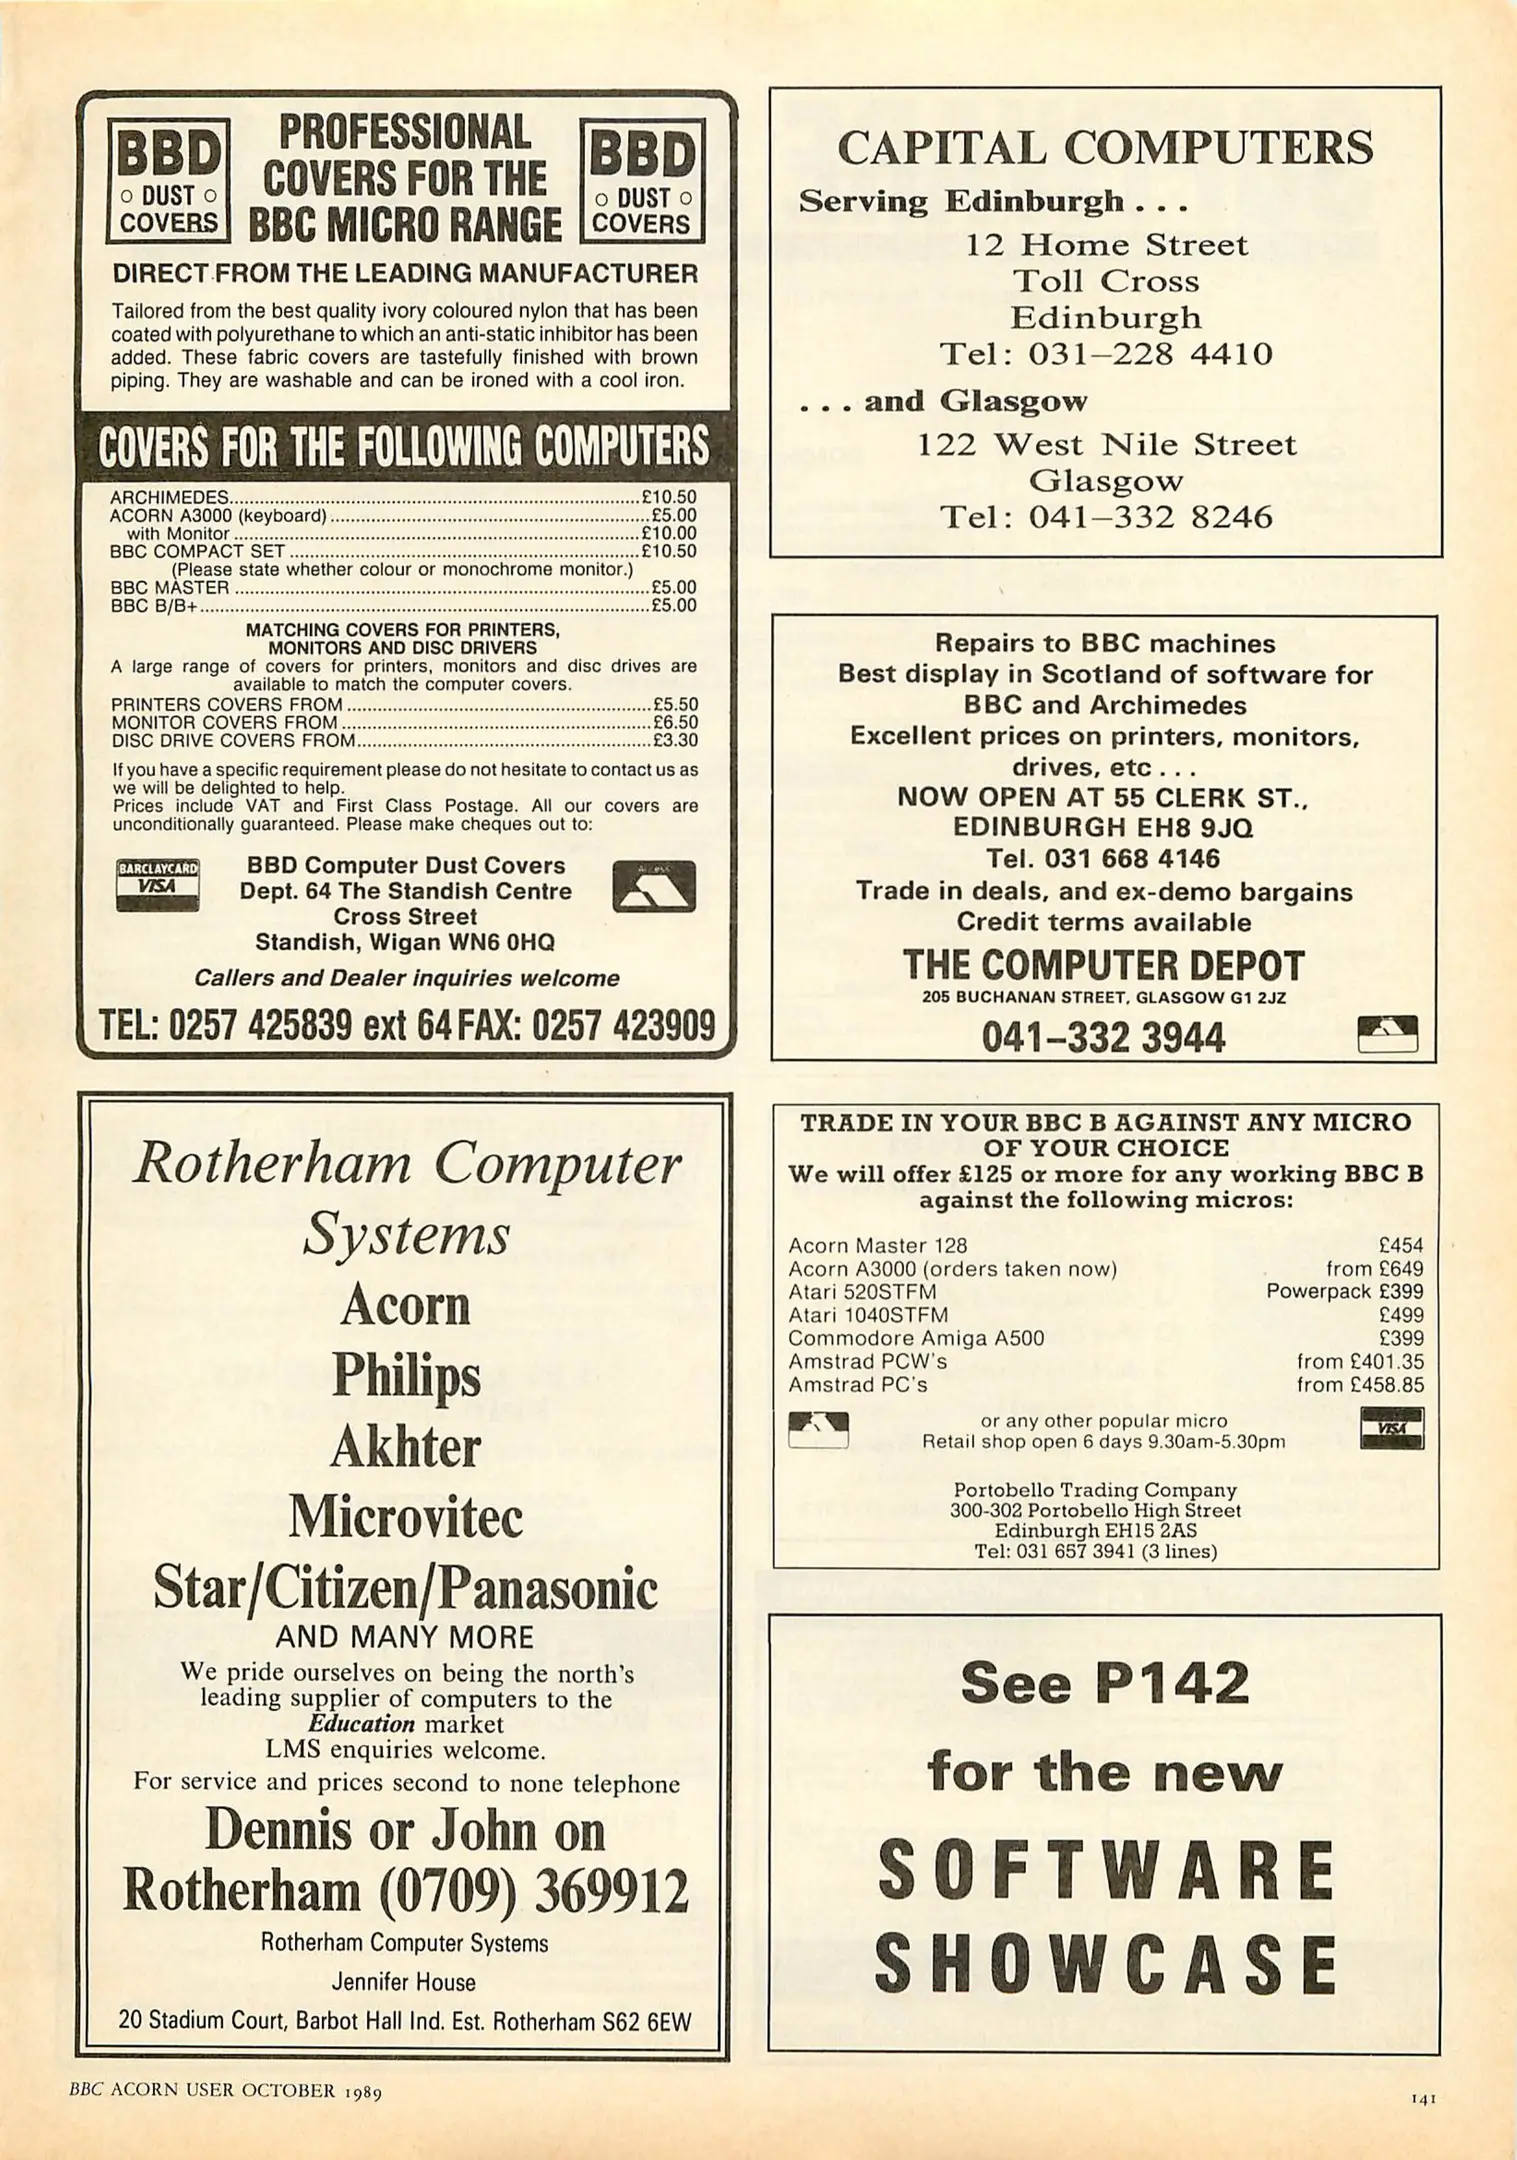 BBD
DUST
COVERS
PROFESSIONAL
COVERS FOR THE
BBC MICRO RANGE
BBD
DUST
COVERS
DIRECT FROM THE LEADING MANUFACTURER
Tailored from the best quality ivory coloured nylon that has been
coated with polyurethane to which an anti-static inhibitor has been
added. These fabric covers are tastefully finished with brown
piping. They are washable and can be ironed with a cool iron.
COVERS FOR THE FOLLOWING COMPUTERS
ARCHIMEDES........£10.50
ACORN A3000 (keyboard)........£5.00
with Monitor........£10.00
BBC COMPACT SET........£10.50
(Please state whether colour or monochrome monitor.)
BBC MASTER........£5.00
BBC B/B+........£5.00
MATCHING COVERS FOR PRINTERS,
MONITORS AND DISC DRIVERS
A large range of covers for printers, monitors and disc drives are
available to match the computer covers.
PRINTERS COVERS FROM........£5.50
MONITOR COVERS FROM........£6.50
DISC DRIVE COVERS FROM........£3.30
If you have a specific requirement please do not hesitate to contact us as
we will be delighted to help.
Prices include VAT and First Class Postage. All our covers are
unconditionally guaranteed. Please make cheques out to:
BARCLAYCARD
VISA
BBD Computer Dust Covers
Dept. 64 The Standish Centre
Cross Street
Standish, Wigan WN6 0HQ
Access
Callers and Dealer inquiries welcome
TEL: 0257 425839 ext 64 FAX: 0257 423909
Rotherham Computer
Systems
Acorn
Philips
Akhter
Microvitec
Star/Citizen/Panasonic
AND MANY MORE
We pride ourselves on being the north's
leading supplier of computers to the
Education market
LMS enquiries welcome.
For service and prices second to none telephone
Dennis or John on
Rotherham (0709) 369912
Rotherham Computer Systems
Jennifer House
20 Stadium Court, Barbot Hall Ind. Est. Rotherham S62 6EW
CAPITAL COMPUTERS
Serving Edinburgh . . .
12 Home Street
Toll Cross
Edinburgh
Tel: 031–228 4410
. . . and Glasgow
122 West Nile Street
Glasgow
Tel: 041–332 8246
Repairs to BBC machines
Best display in Scotland of software for
BBC and Archimedes
Excellent prices on printers, monitors,
drives, etc . . .
NOW OPEN AT 55 CLERK ST.,
EDINBURGH EH8 9JQ
Tel. 031 668 4146
Trade in deals, and ex-demo bargains
Credit terms available
THE COMPUTER DEPOT
205 BUCHANAN STREET, GLASGOW G1 2JZ
041–332 3944
TRADE IN YOUR BBC B AGAINST ANY MICRO
OF YOUR CHOICE
We will offer £125 or more for any working BBC B
against the following micros:
Acorn Master 128 £454
Acorn A3000 (orders taken now) from £649
Atari 520STFM Powerpack £399
Atari 1040STFM £499
Commodore Amiga A500 £399
Amstrad PCW's from £401.35
Amstrad PC's from £458.85
or any other popular micro
Retail shop open 6 days 9.30am-5.30pm
VISA
Portobello Trading Company
300-302 Portobello High Street
Edinburgh EH15 2AS
Tel: 031 657 3941 (3 lines)
See P142
for the new
SOFTWARE
SHOWCASE
BBC ACORN USER OCTOBER 1989
141